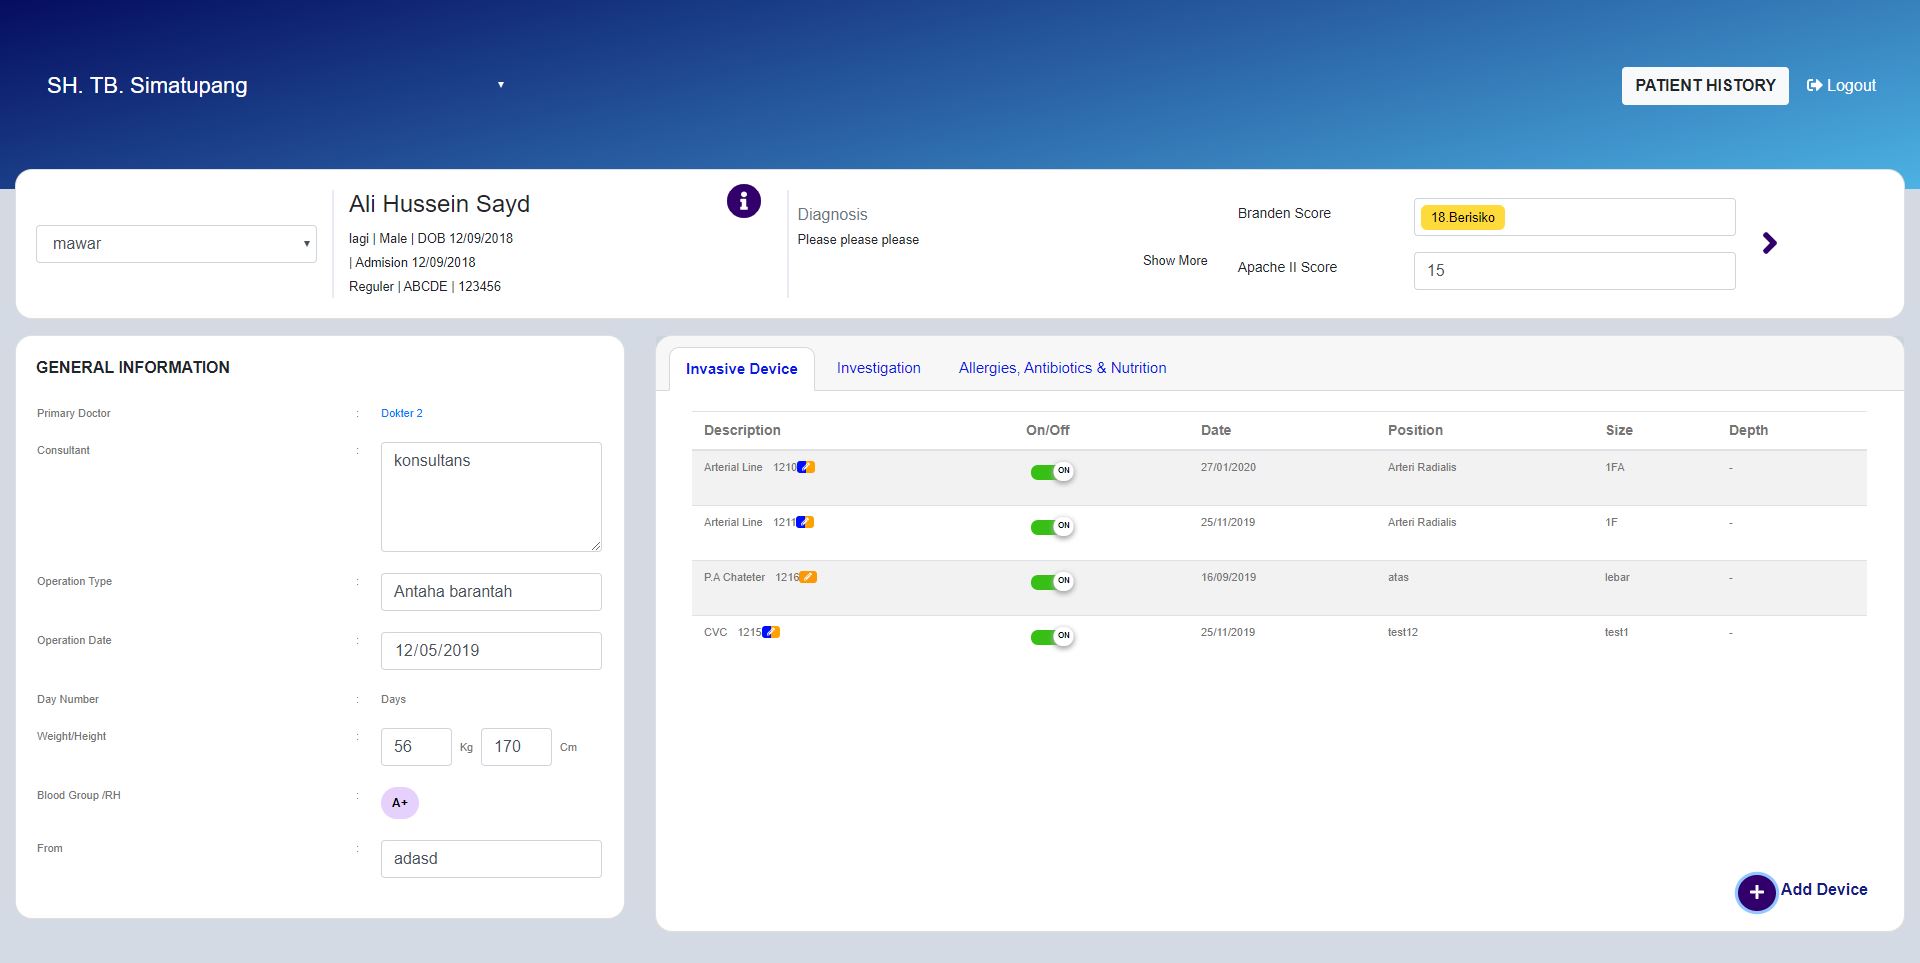 SH. TB. Simatupang
PATIENT HISTORY
Logout
mawar
Ali Hussein Sayd
lagi | Male | DOB 12/09/2018
| Admision 12/09/2018
Reguler | ABCDE | 123456
Diagnosis
Please please please
Show More
Branden Score
18.Berisiko
Apache II Score
15
GENERAL INFORMATION
Primary Doctor : Dokter 2
Consultant : konsultans
Operation Type : Antaha barantah
Operation Date : 12/05/2019
Day Number : Days
Weight/Height : 56 Kg 170 Cm
Blood Group /RH : A+
From : adasd
Invasive Device Investigation Allergies, Antibiotics & Nutrition
Description On/Off Date Position Size Depth
Arterial Line 1210 ON 27/01/2020 Arteri Radialis 1FA -
Arterial Line 1211 ON 25/11/2019 Arteri Radialis 1F -
P.A Chateter 1216 ON 16/09/2019 atas lebar -
CVC 1215 ON 25/11/2019 test12 test1 -
Add Device